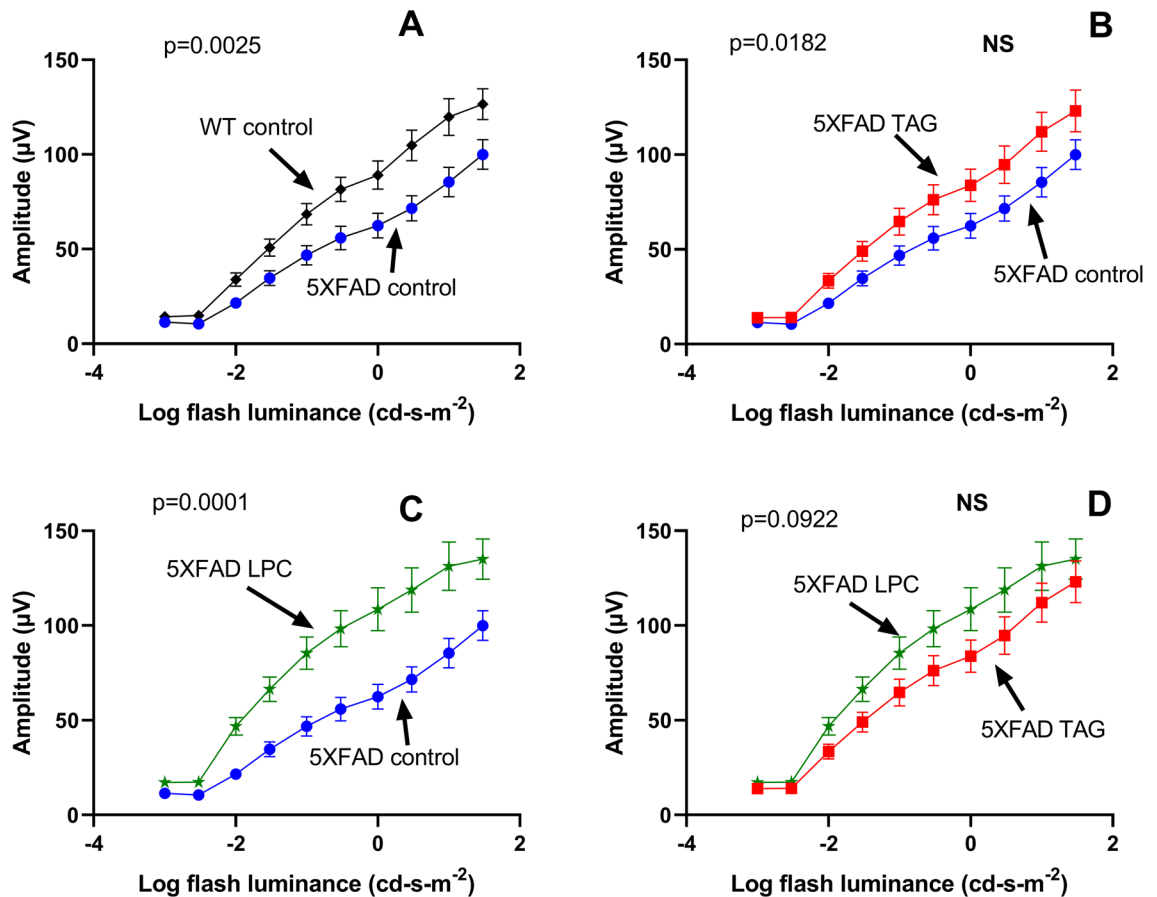 A
p=0.0025
150
WT control
100
50
5XFAD control
0
-4 -2 0 2
Amplitude (µV)
Log flash luminance (cd-s-m⁻²)
B
p=0.0182 NS
150
5XFAD TAG
100
50
5XFAD control
0
-4 -2 0 2
Amplitude (µV)
Log flash luminance (cd-s-m⁻²)
C
p=0.0001
150
5XFAD LPC
100
50
5XFAD control
0
-4 -2 0 2
Amplitude (µV)
Log flash luminance (cd-s-m⁻²)
D
p=0.0922 NS
150
5XFAD LPC
100
5XFAD TAG
50
0
-4 -2 0 2
Amplitude (µV)
Log flash luminance (cd-s-m⁻²)